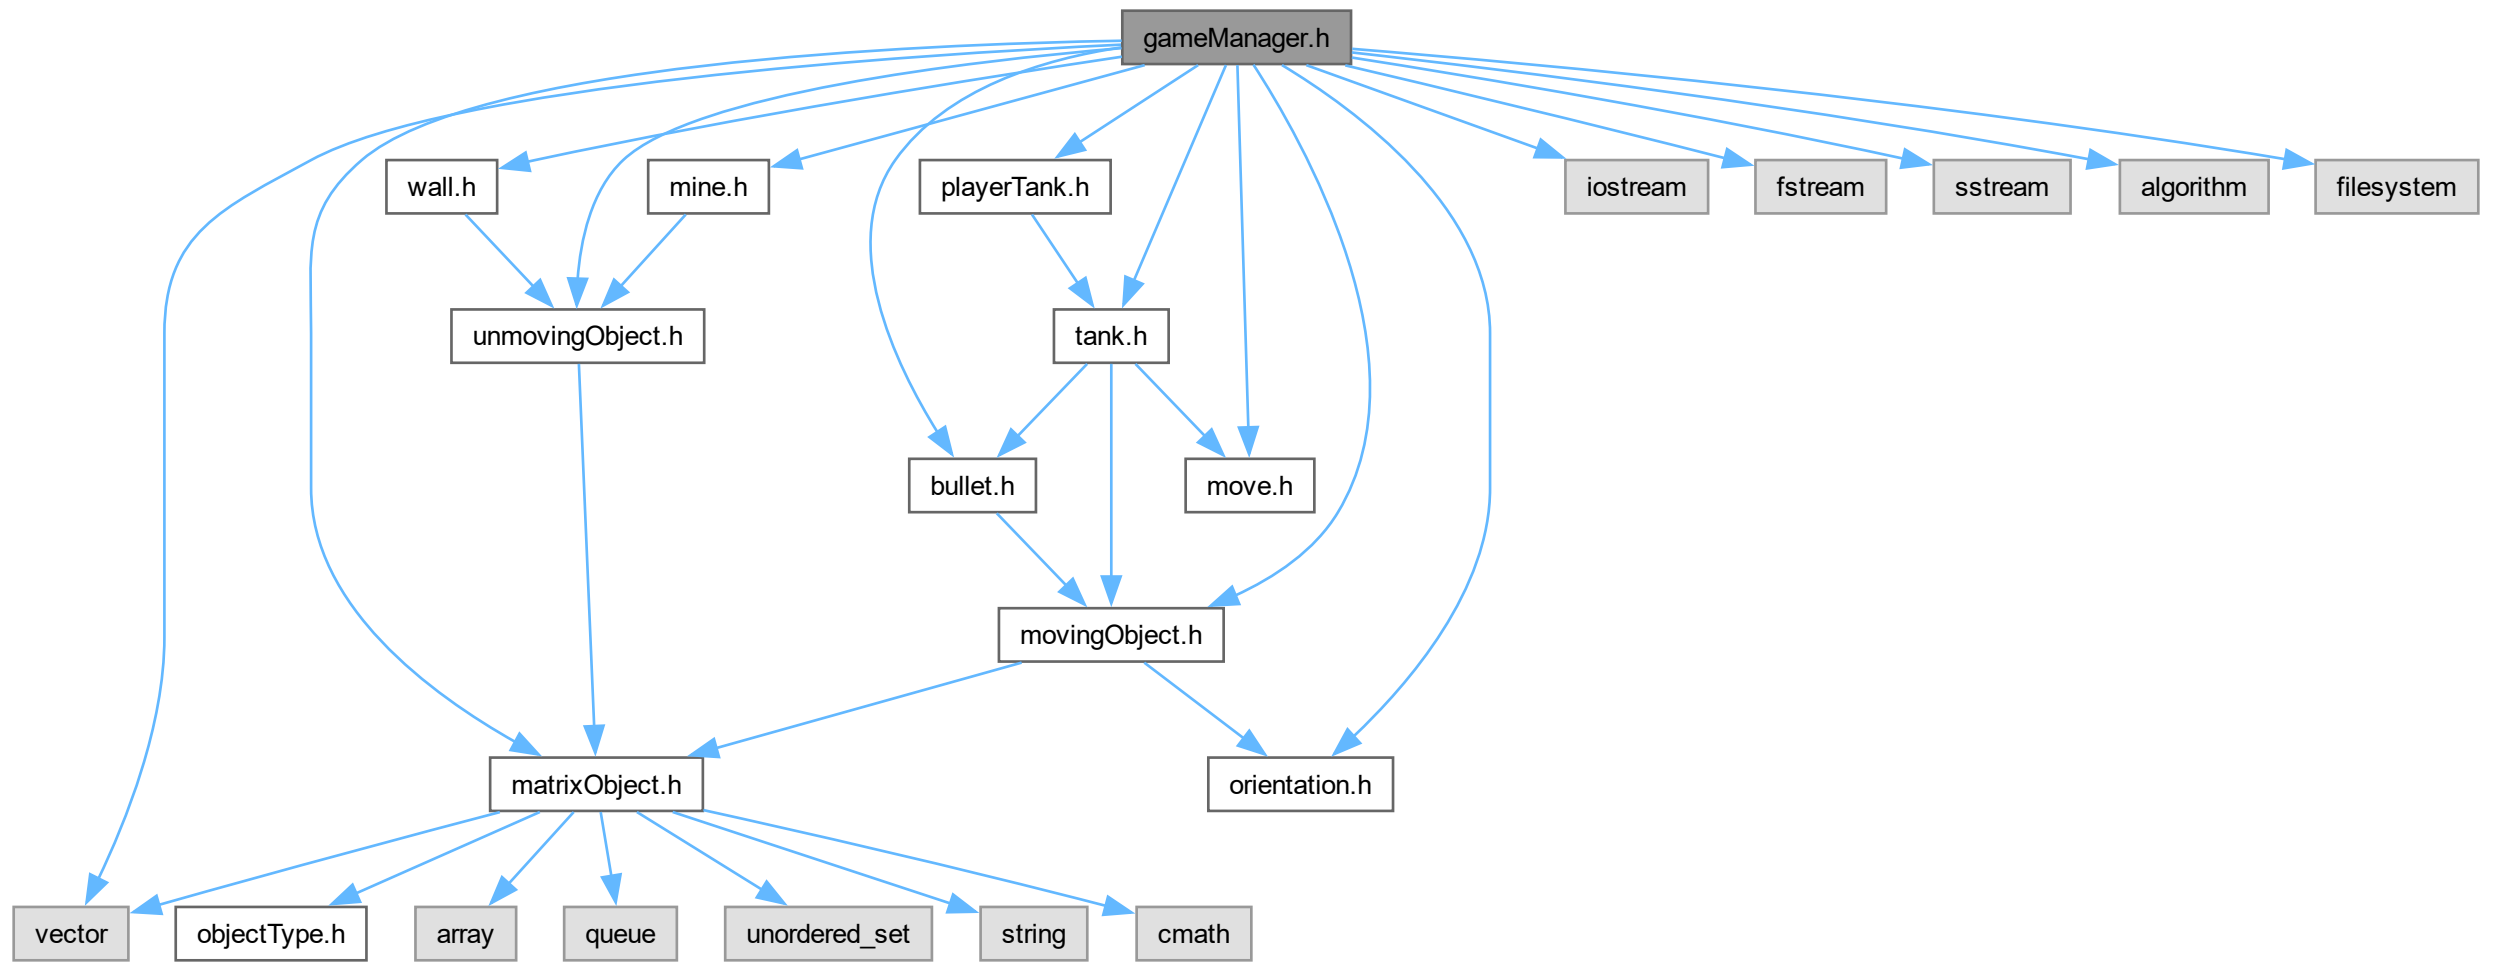 gameManager.h
wall.h
mine.h
playerTank.h
iostream
fstream
sstream
algorithm
filesystem
unmovingObject.h
tank.h
bullet.h
move.h
movingObject.h
matrixObject.h
orientation.h
vector
objectType.h
array
queue
unordered_set
string
cmath